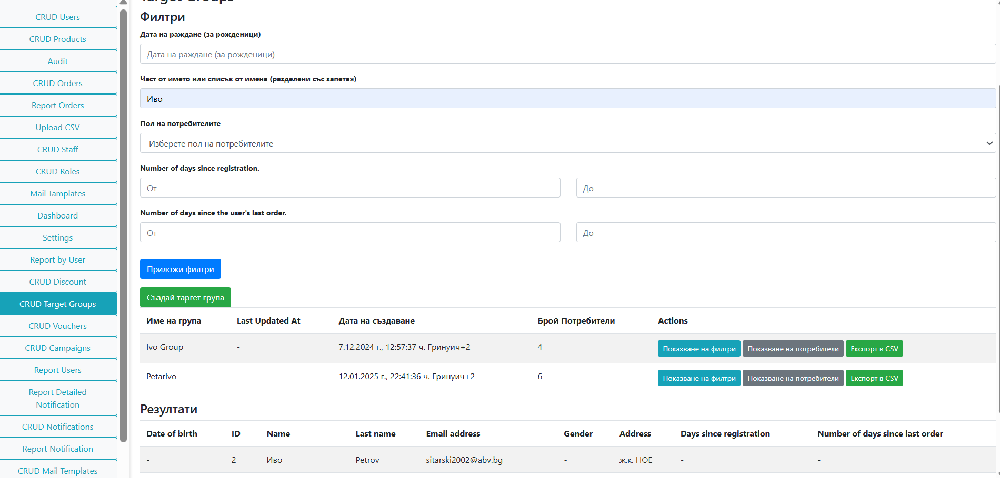 Target Groups
CRUD Users
CRUD Products
Audit
CRUD Orders
Report Orders
Upload CSV
CRUD Staff
CRUD Roles
Mail Tamplates
Dashboard
Settings
Report by User
CRUD Discount
CRUD Target Groups
CRUD Vouchers
CRUD Campaigns
Report Users
Report Detailed
Notification
CRUD Notifications
Report Notification
CRUD Mail Templates
Филтри
Дата на раждане (за рожденици)
Дата на раждане (за рожденици)
Част от името или списък от имена (разделени със запетая)
Иво
Пол на потребителите
Изберете пол на потребителите
Number of days since registration.
От До
Number of days since the user's last order.
От До
Приложи филтри
Създай таргет група
Име на група Last Updated At Дата на създаване Брой Потребители Actions
Ivo Group - 7.12.2024 г., 12:57:37 ч. Гринуич+2 4 Показване на филтри Показване на потребители Експорт в CSV
PetarIvo - 12.01.2025 г., 22:41:36 ч. Гринуич+2 6 Показване на филтри Показване на потребители Експорт в CSV
Резултати
Date of birth ID Name Last name Email address Gender Address Days since registration Number of days since last order
- 2 Иво Petrov sitarski2002@abv.bg - ж.к. НОЕ - -